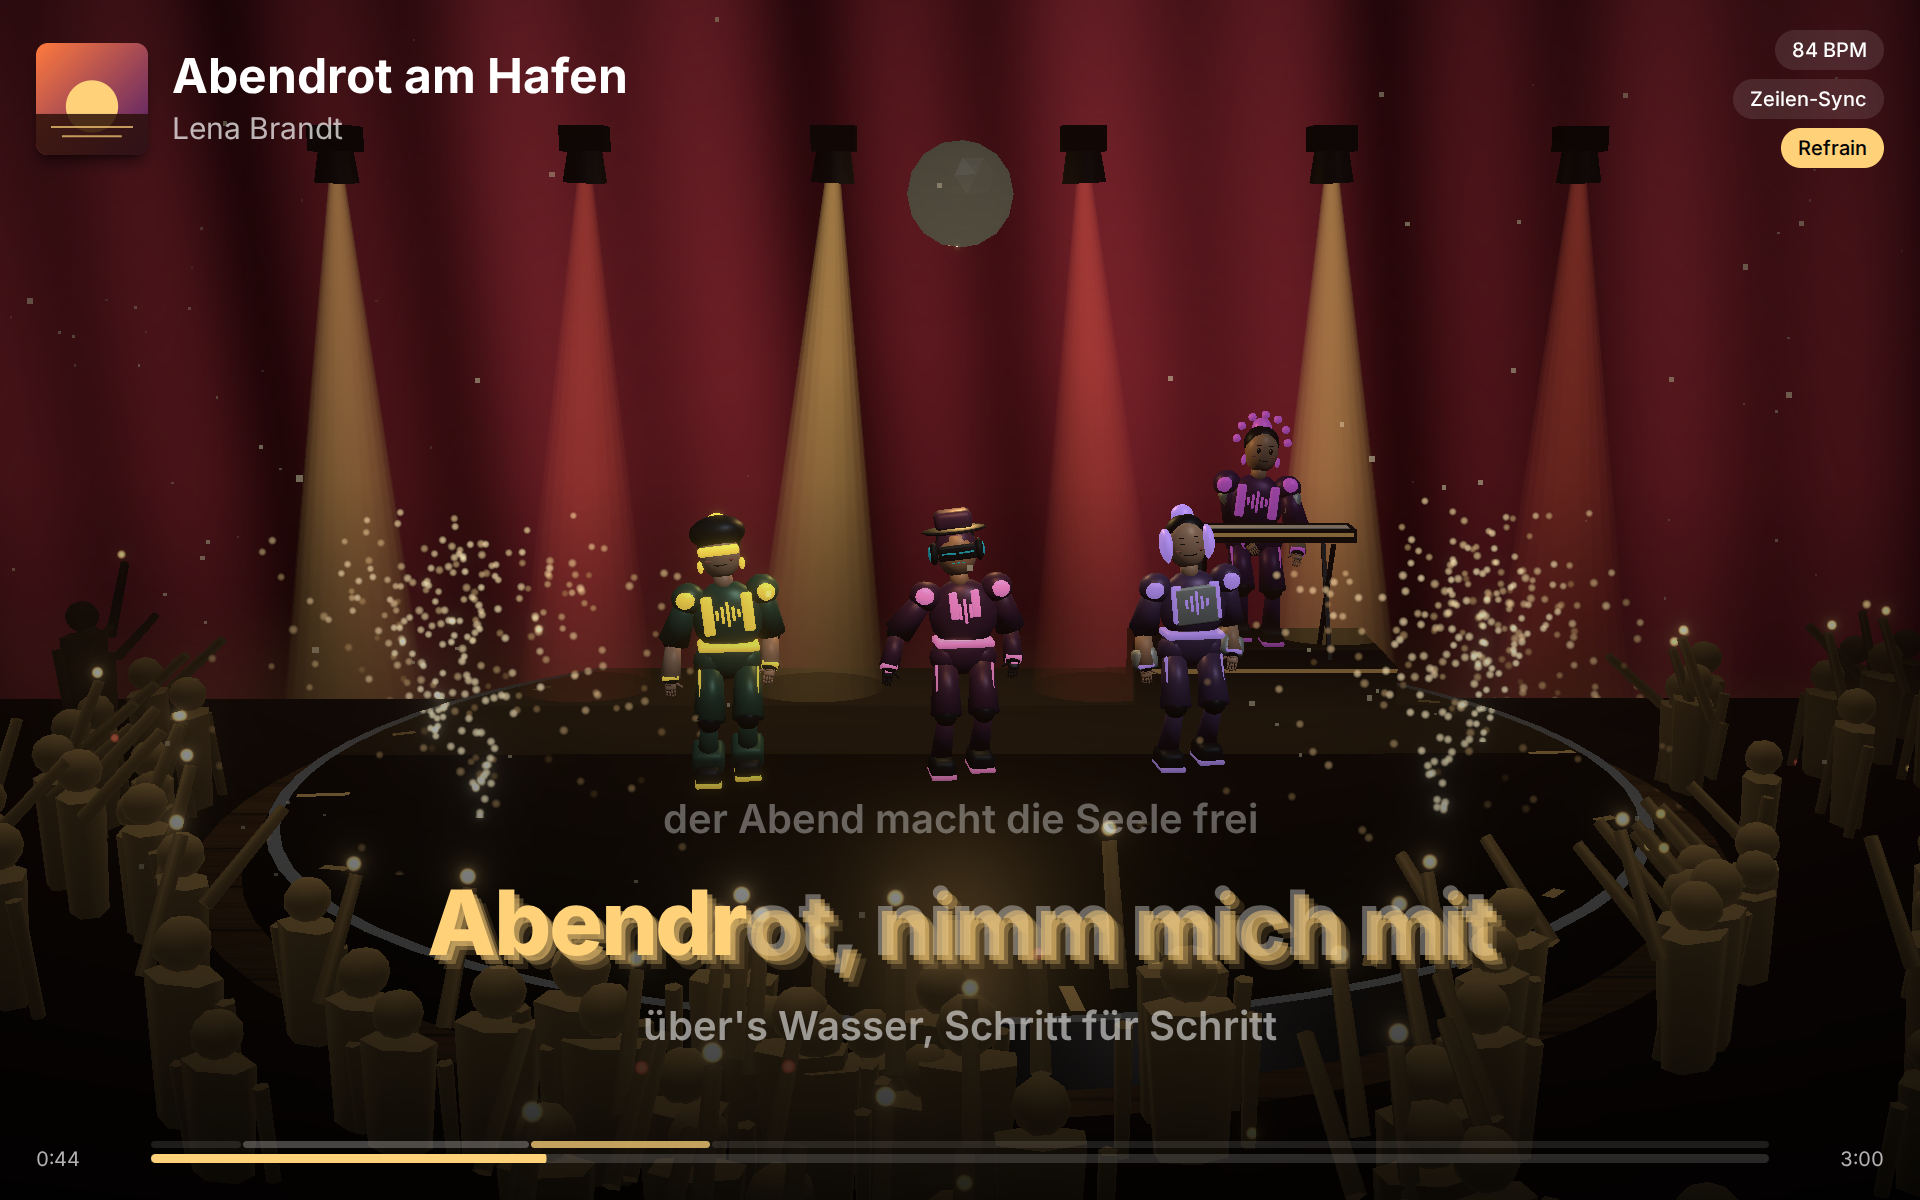 Abendrot am Hafen
Lena Brandt
84 BPM
Zeilen-Sync
Refrain
der Abend macht die Seele frei
Abendrot, nimm mich mit
über's Wasser, Schritt für Schritt
0:44
3:00